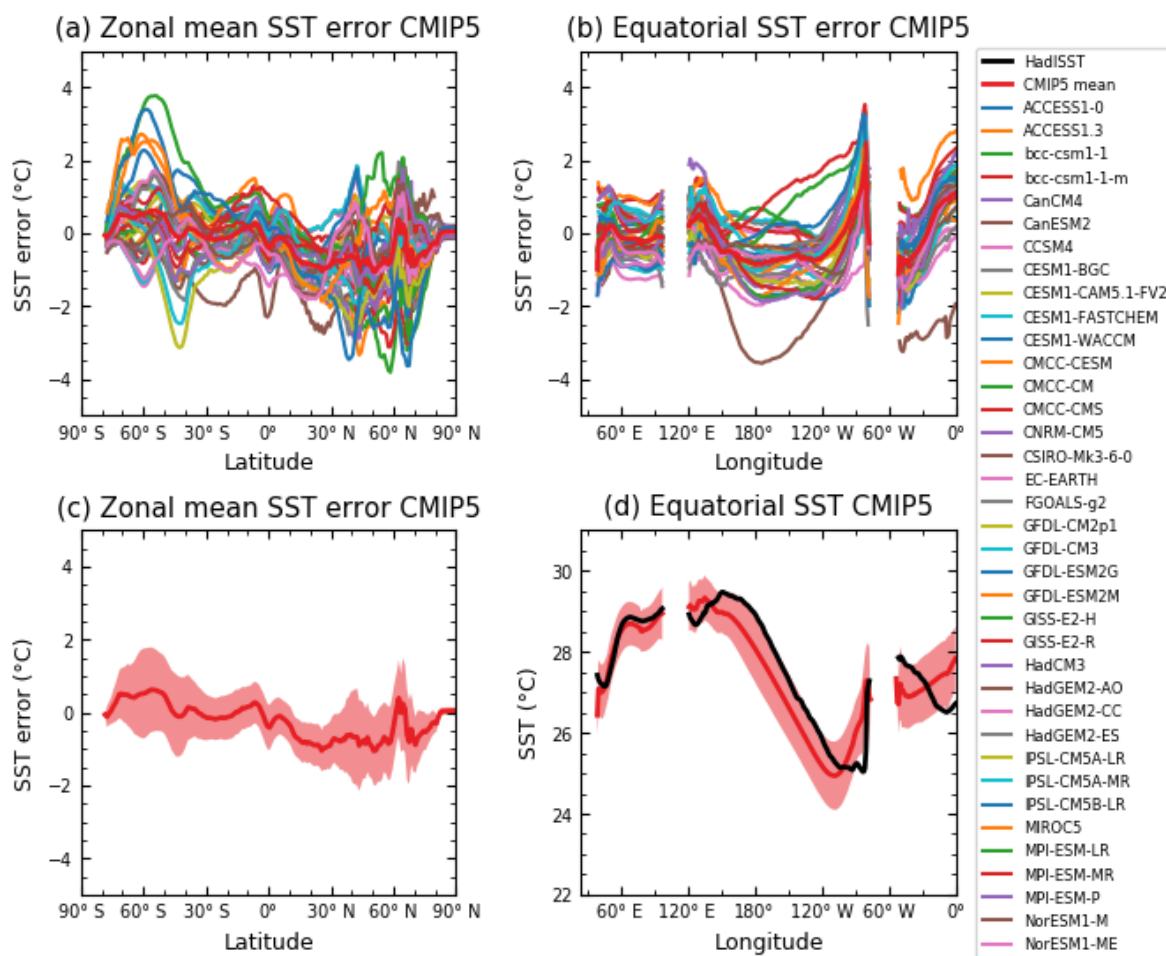 (a) Zonal mean SST error CMIP5
SST error (°C)
4
2
0
−2
−4
90° S 60° S 30° S 0° 30° N 60° N 90° N
Latitude
(b) Equatorial SST error CMIP5
SST error (°C)
4
2
0
−2
−4
60° E 120° E 180° 120° W 60° W 0°
Longitude
(c) Zonal mean SST error CMIP5
SST error (°C)
4
2
0
−2
−4
90° S 60° S 30° S 0° 30° N 60° N 90° N
Latitude
(d) Equatorial SST CMIP5
SST (°C)
30
28
26
24
22
60° E 120° E 180° 120° W 60° W 0°
Longitude
HadISST
CMIP5 mean
ACCESS1-0
ACCESS1.3
bcc-csm1-1
bcc-csm1-1-m
CanCM4
CanESM2
CCSM4
CESM1-BGC
CESM1-CAM5.1-FV2
CESM1-FASTCHEM
CESM1-WACCM
CMCC-CESM
CMCC-CM
CMCC-CMS
CNRM-CM5
CSIRO-Mk3-6-0
EC-EARTH
FGOALS-g2
GFDL-CM2p1
GFDL-CM3
GFDL-ESM2G
GFDL-ESM2M
GISS-E2-H
GISS-E2-R
HadCM3
HadGEM2-AO
HadGEM2-CC
HadGEM2-ES
IPSL-CM5A-LR
IPSL-CM5A-MR
IPSL-CM5B-LR
MIROC5
MPI-ESM-LR
MPI-ESM-MR
MPI-ESM-P
NorESM1-M
NorESM1-ME